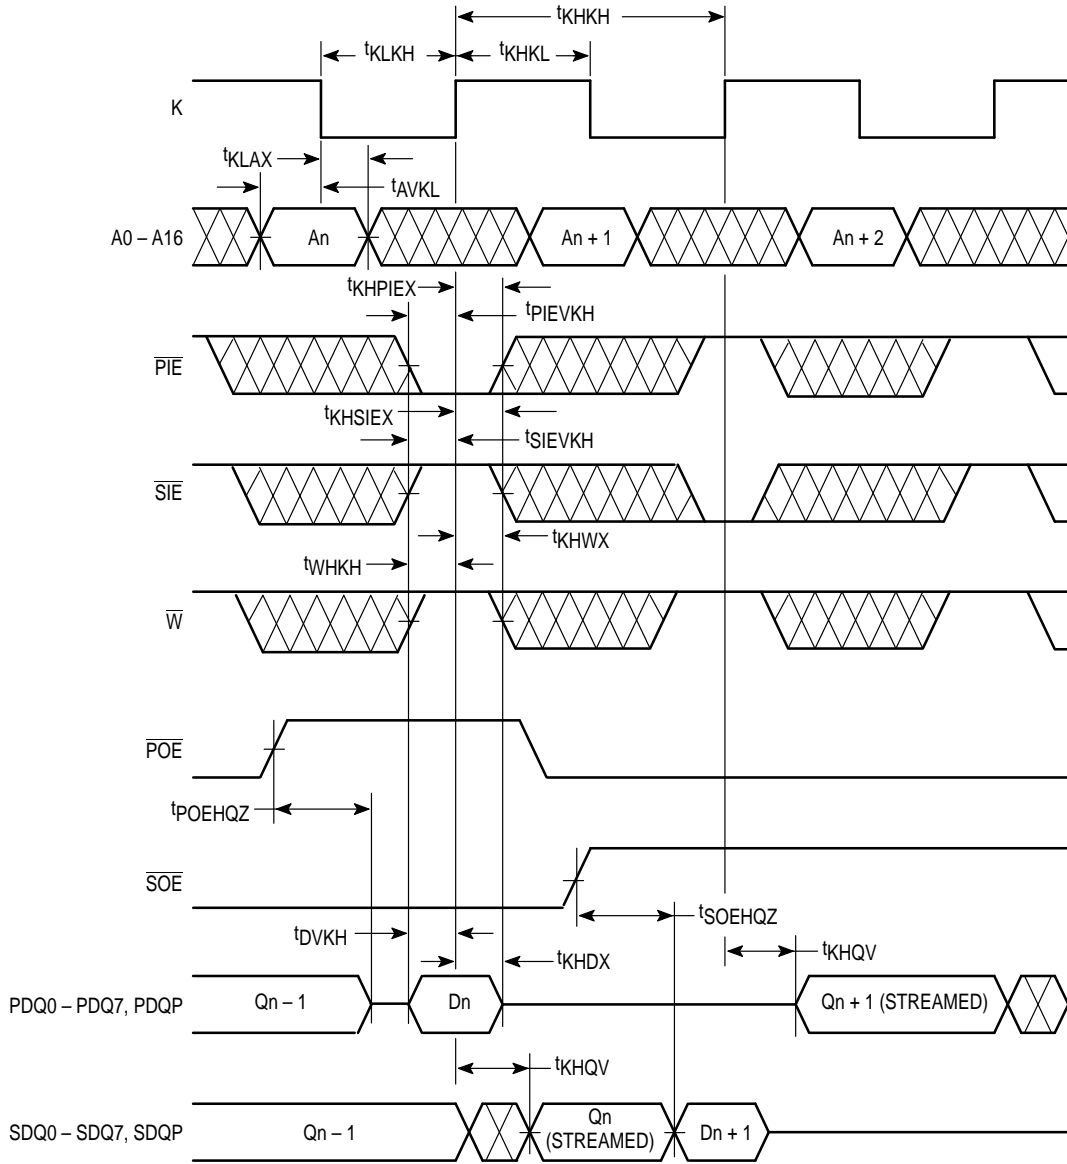 tKHKH
tKLKH tKHKL
K
tKLAX
tAVKL
A0 – A16 An An + 1 An + 2
tKHPIEX
tPIEVKH
PIE
tKHSIEX
tSIEVKH
SIE
tKHWX
tWHKH
W
POE
tPOEHQZ
SOE
tSOEHQZ
tDVKH
tKHQV
tKHDX
PDQ0 – PDQ7, PDQP Qn – 1 Dn Qn + 1 (STREAMED)
tKHQV
SDQ0 – SDQ7, SDQP Qn – 1 Qn (STREAMED) Dn + 1